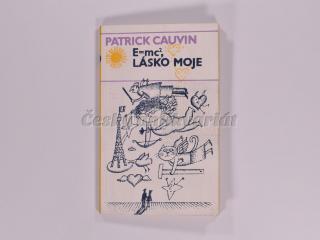 PATRICK CAUVIN
E=mc²,
LÁSKO MOJE